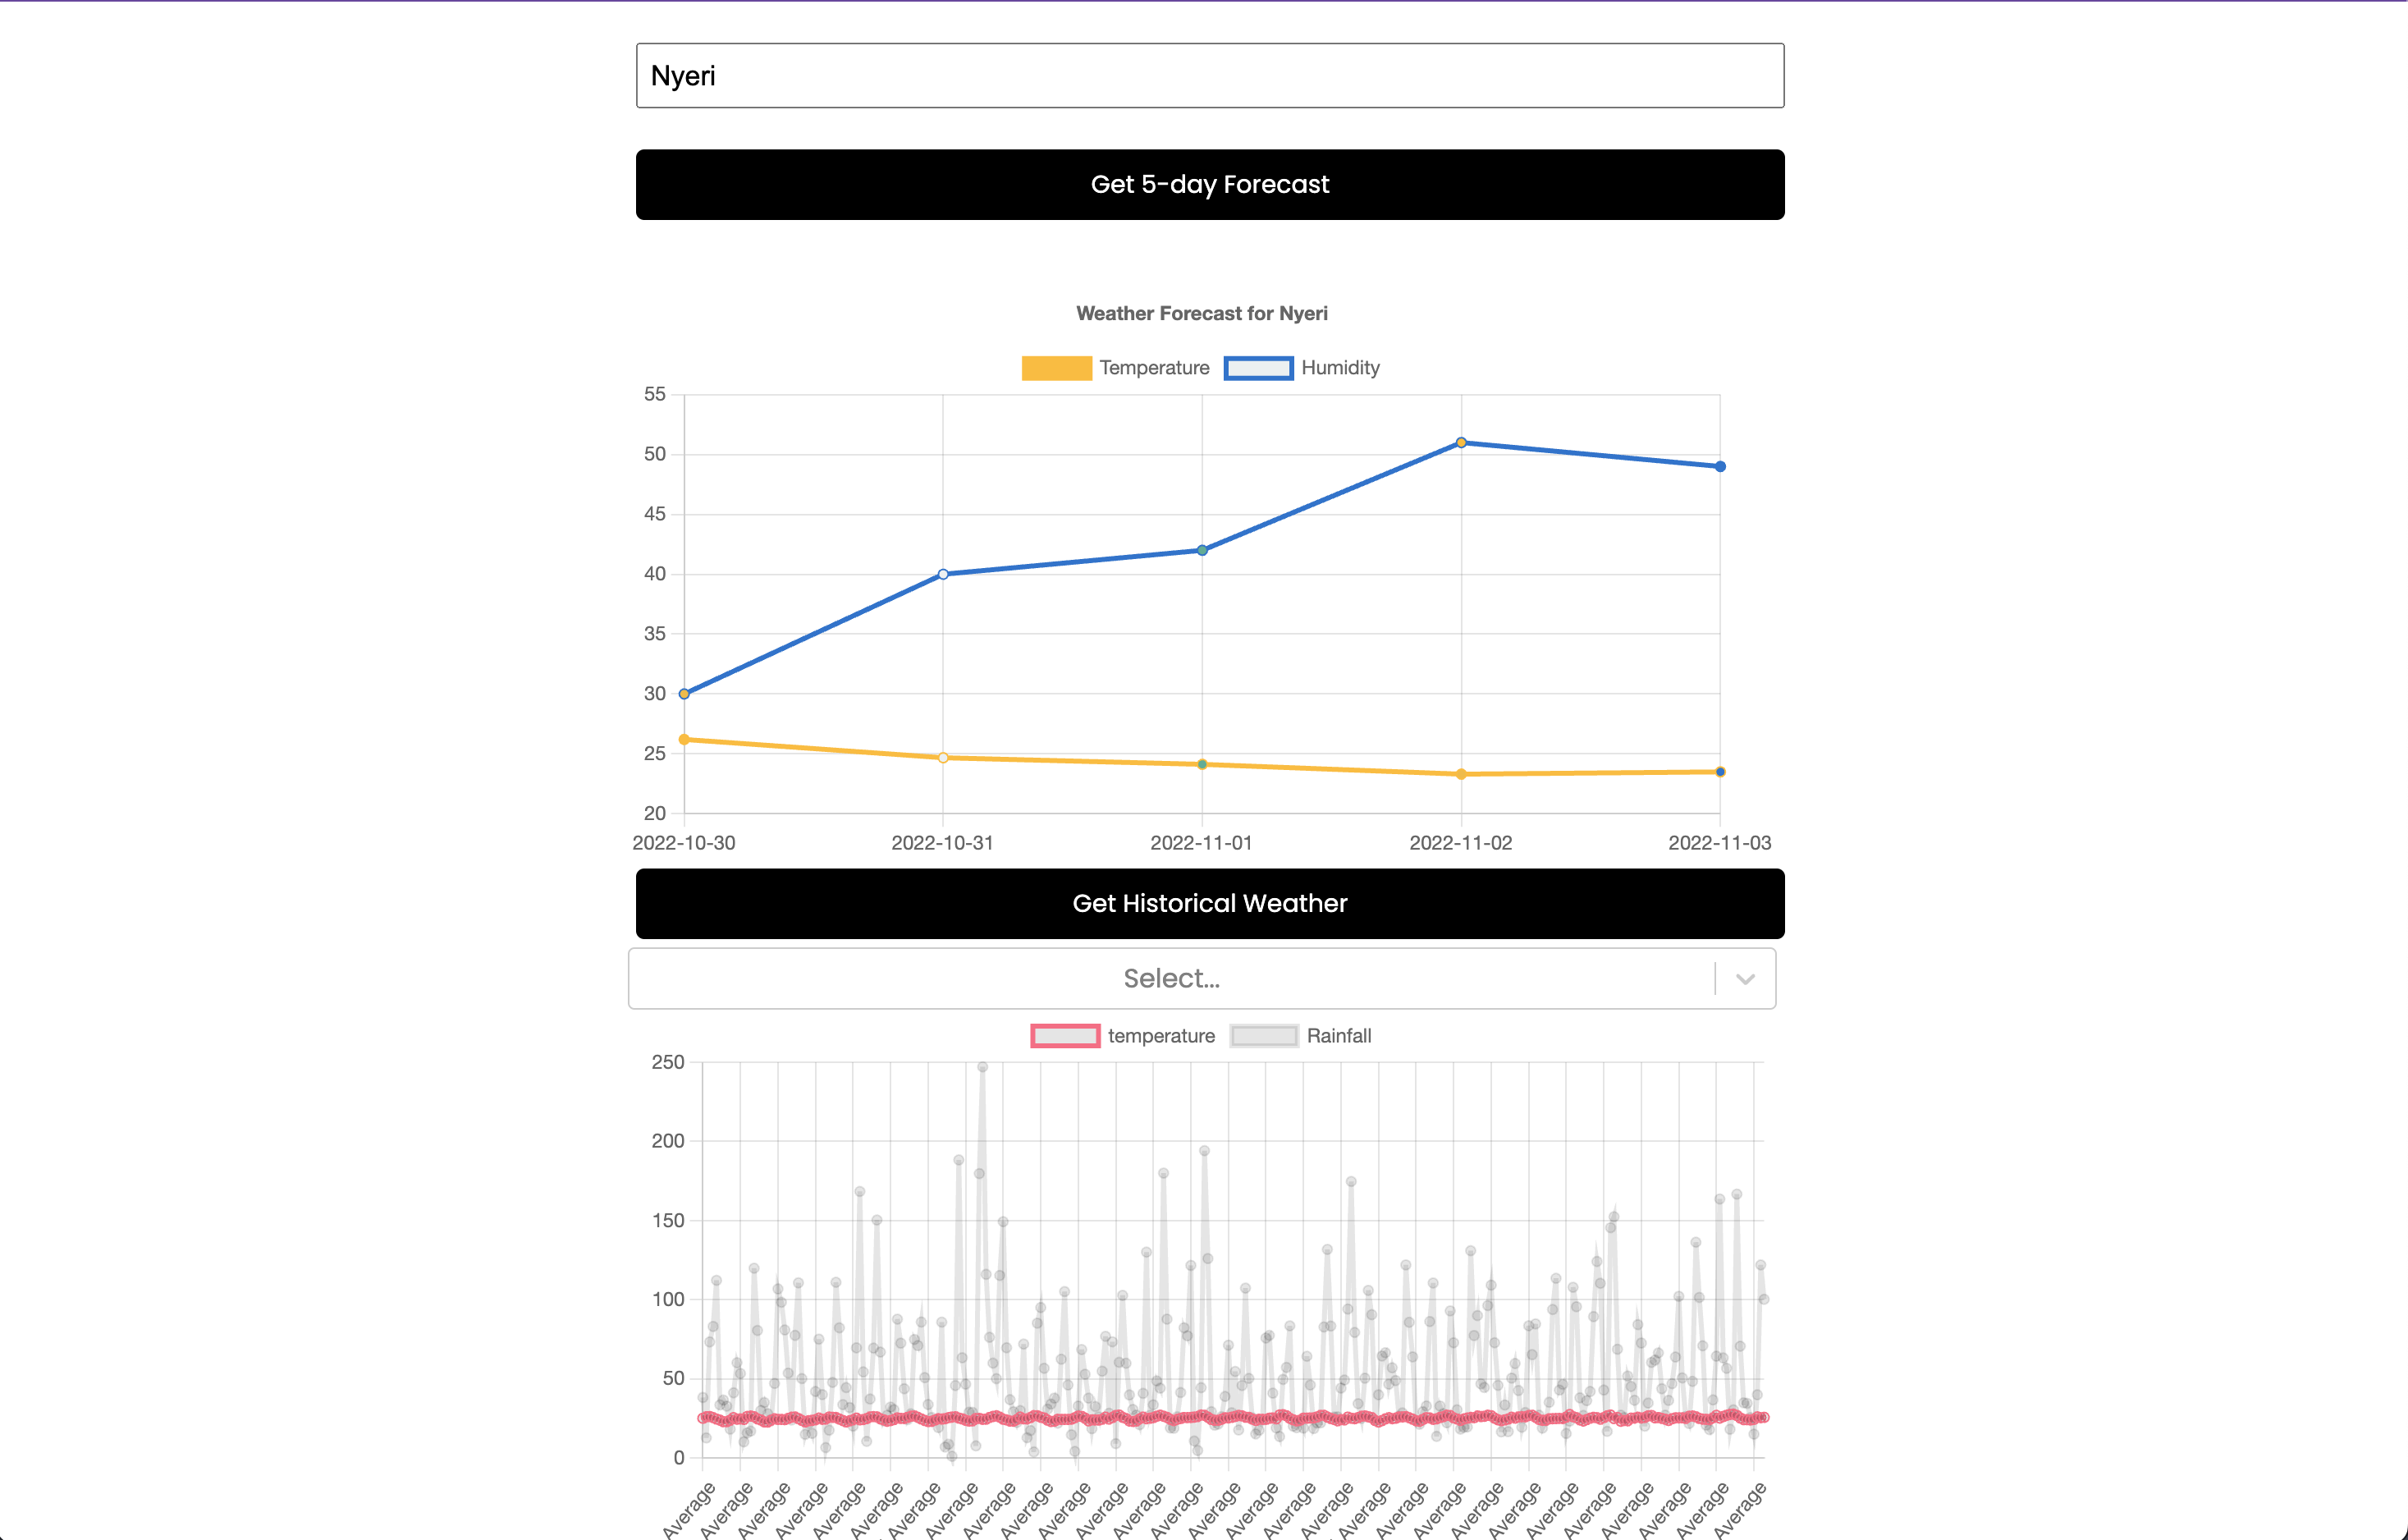 Nyeri
Get 5-day Forecast
Weather Forecast for Nyeri
Temperature Humidity
55
50
45
40
35
30
25
20
2022-10-30 2022-10-31 2022-11-01 2022-11-02 2022-11-03
Get Historical Weather
Select...
temperature Rainfall
250
200
150
100
50
0
Average Average Average Average Average Average Average Average Average Average Average Average Average Average Average Average Average Average Average Average Average Average Average Average Average Average Average Average Average